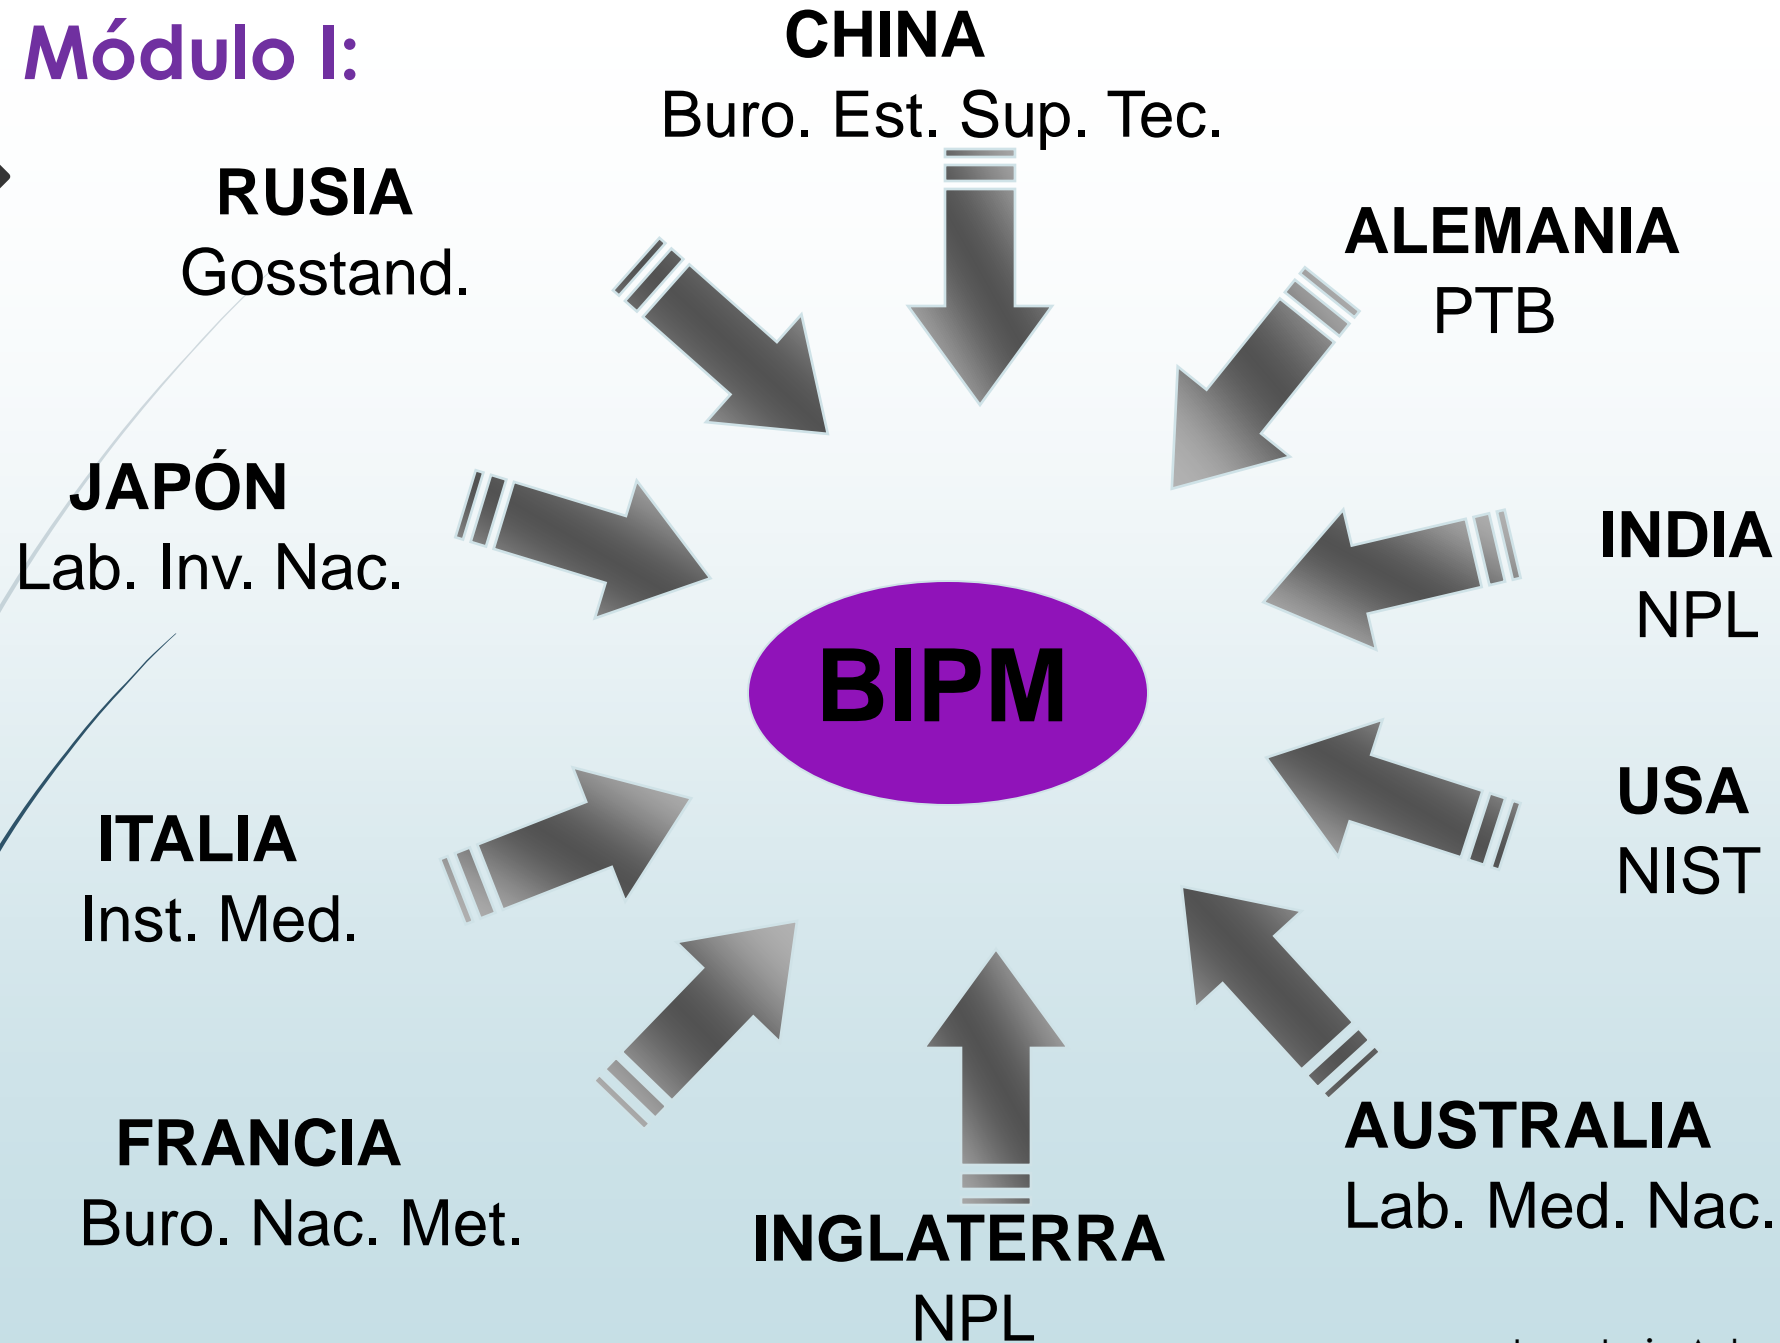 Módulo I:
CHINA
Buro. Est. Sup. Tec.
RUSIA
Gosstand.
ALEMANIA
PTB
JAPÓN
Lab. Inv. Nac.
INDIA
NPL
BIPM
USA
NIST
ITALIA
Inst. Med.
FRANCIA
Buro. Nac. Met.
AUSTRALIA
Lab. Med. Nac.
INGLATERRA
NPL